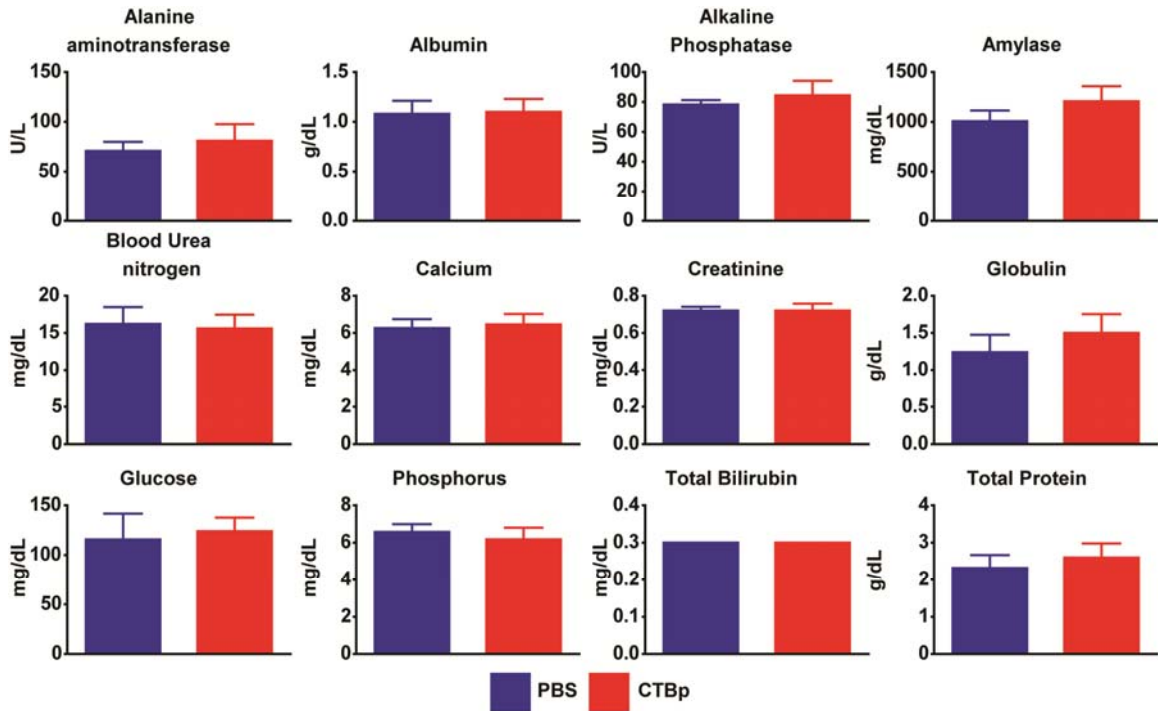 Alanine
aminotransferase
150
100
50
0
U/L
Albumin
1.5
1.0
0.5
0.0
g/dL
Alkaline
Phosphatase
100
80
60
40
20
0
U/L
Amylase
1500
1000
500
0
mg/dL
Blood Urea
nitrogen
20
15
10
5
0
mg/dL
Calcium
8
6
4
2
0
mg/dL
Creatinine
0.8
0.6
0.4
0.2
0.0
mg/dL
Globulin
2.0
1.5
1.0
0.5
0.0
g/dL
Glucose
150
100
50
0
mg/dL
Phosphorus
8
6
4
2
0
mg/dL
Total Bilirubin
0.4
0.3
0.2
0.1
0.0
mg/dL
Total Protein
4
3
2
1
0
g/dL
PBS
CTBp